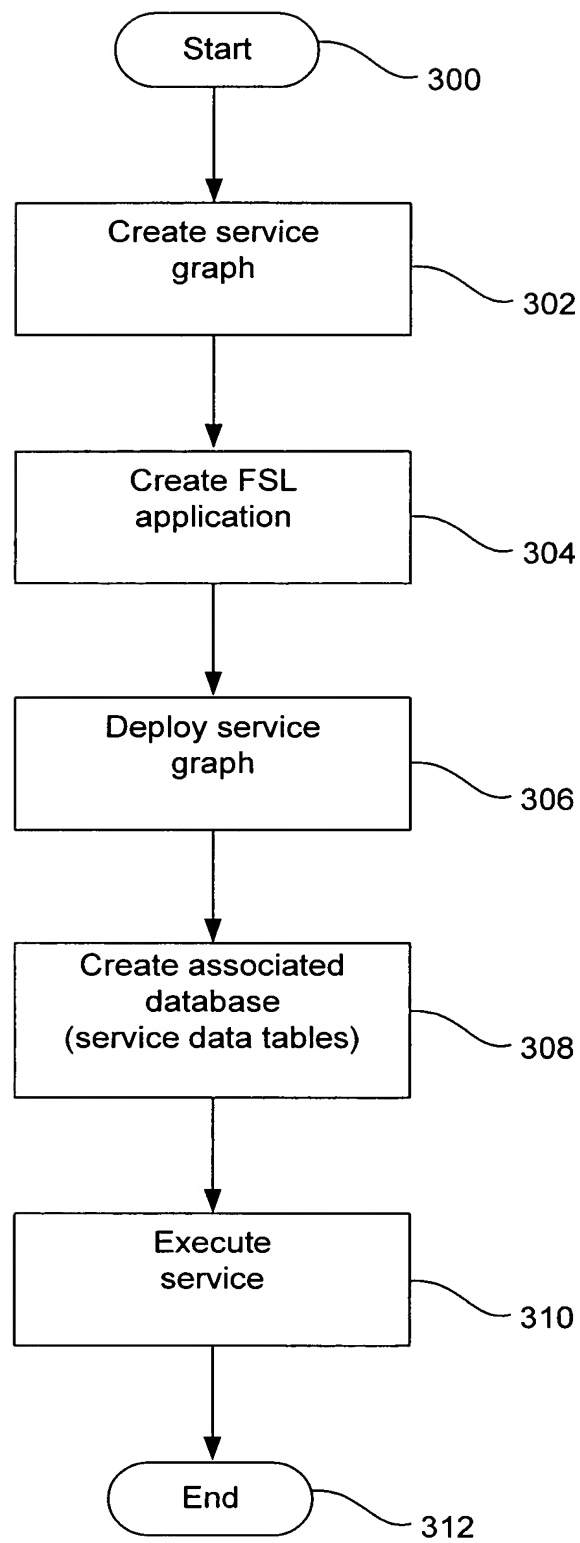 Start
300
Create service
graph
302
Create FSL
application
304
Deploy service
graph
306
Create associated
database
(service data tables)
308
Execute
service
310
End
312